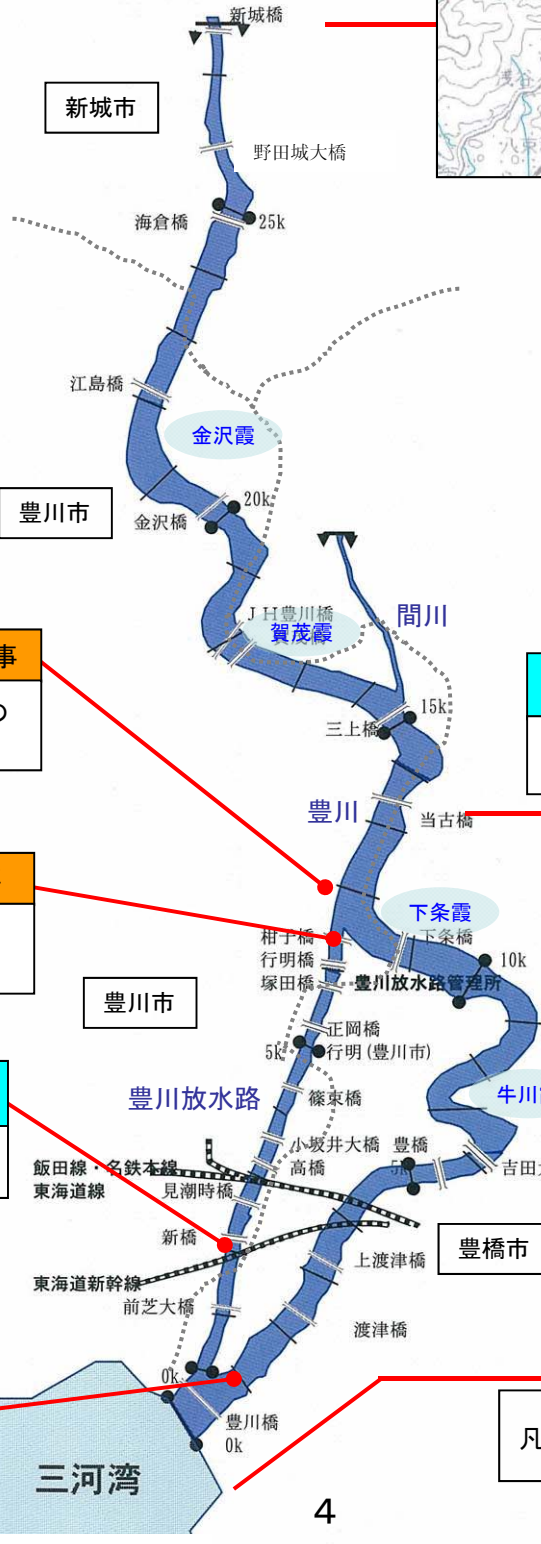 新城橋
新城市
野田城大橋
海倉橋
25k
江島橋
金沢霞
20k
豊川市
金沢橋
JH豊川橋
賀茂霞
間川
事
の
15k
三上橋
豊川
当古橋
下条霞
柑子橋
下条橋
行明橋
10k
塚田橋
豊川放水路管理所
豊川市
正岡橋
5k
行明(豊川市)
篠束橋
牛川
豊川放水路
小坂井大橋
豊橋
高橋
5k
飯田線・名鉄本線
東海道線
見潮時橋
吉田大
新橋
上渡津橋
豊橋市
東海道新幹線
前芝大橋
渡津橋
0k
豊川橋
0k
凡
三河湾
4